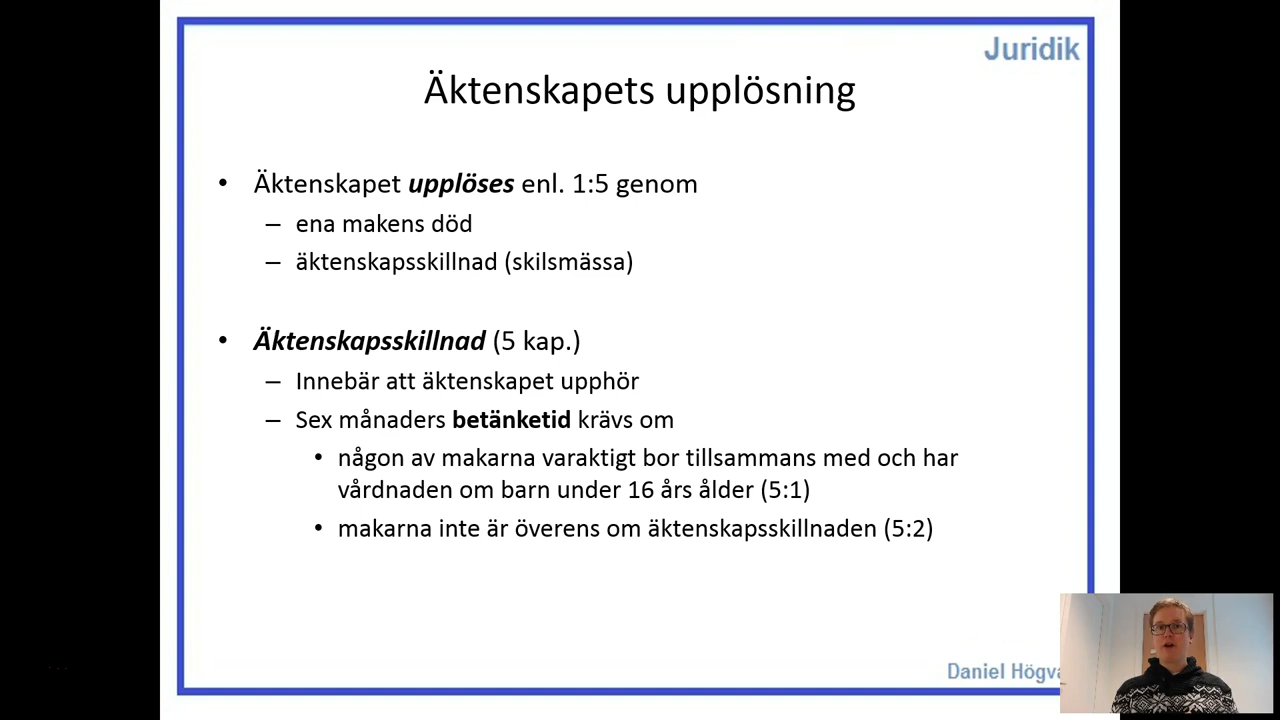 Juridik
Äktenskapets upplösning
• Äktenskapet upplöses enl. 1:5 genom
– ena makens död
– äktenskapsskillnad (skilsmässa)
• Äktenskapsskillnad (5 kap.)
– Innebär att äktenskapet upphör
– Sex månaders betänketid krävs om
• någon av makarna varaktigt bor tillsammans med och har
vårdnaden om barn under 16 års ålder (5:1)
• makarna inte är överens om äktenskapsskillnaden (5:2)
Daniel